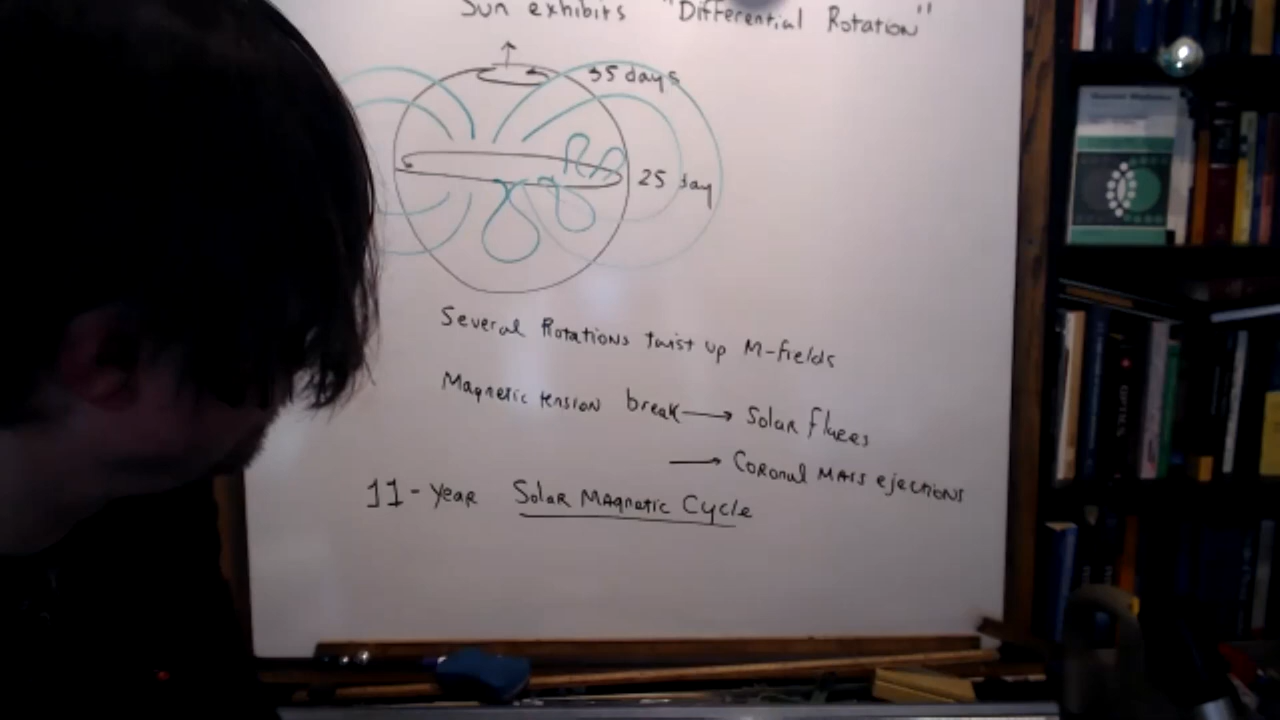 Sun exhibits "Differential Rotation"
35 days
25 day
Several Rotations twist up M-fields
Magnetic tension break → Solar flares
→ Coronal Mass ejections
11-year Solar Magnetic Cycle
OPTICS